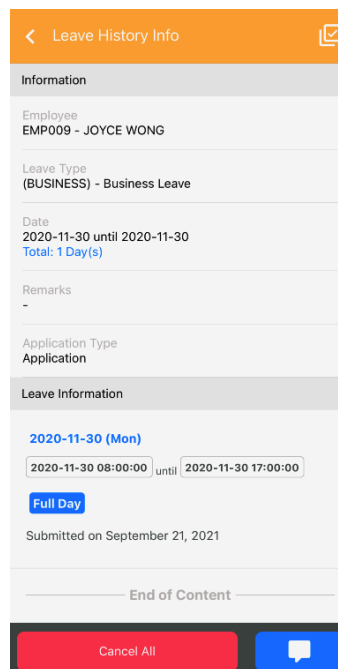 Leave History Info
Information
Employee
EMP009 - JOYCE WONG
Leave Type
(BUSINESS) - Business Leave
Date
2020-11-30 until 2020-11-30
Total: 1 Day(s)
Remarks
-
Application Type
Application
Leave Information
2020-11-30 (Mon)
2020-11-30 08:00:00 until 2020-11-30 17:00:00
Full Day
Submitted on September 21, 2021
End of Content
Cancel All